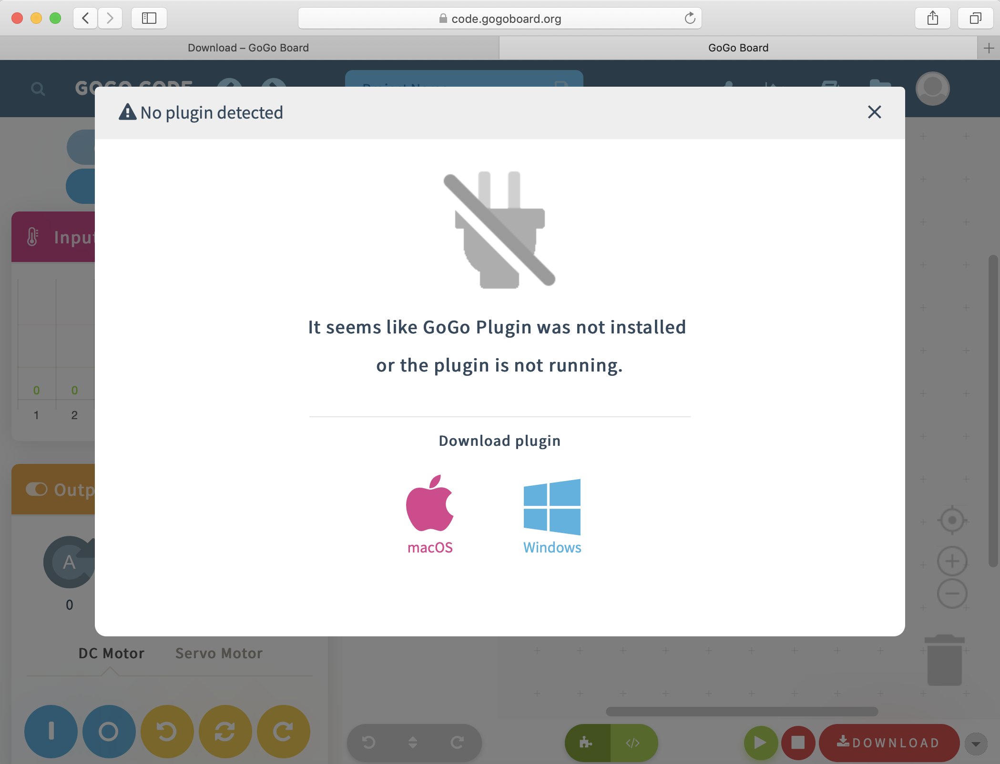 code.gogoboard.org
Download – GoGo Board
GoGo Board
GOGO CODE
No plugin detected
Input
It seems like GoGo Plugin was not installed
or the plugin is not running.
0 0
1 2
Download plugin
Outp
macOS
Windows
A
0
DC Motor Servo Motor
</>
DOWNLOAD